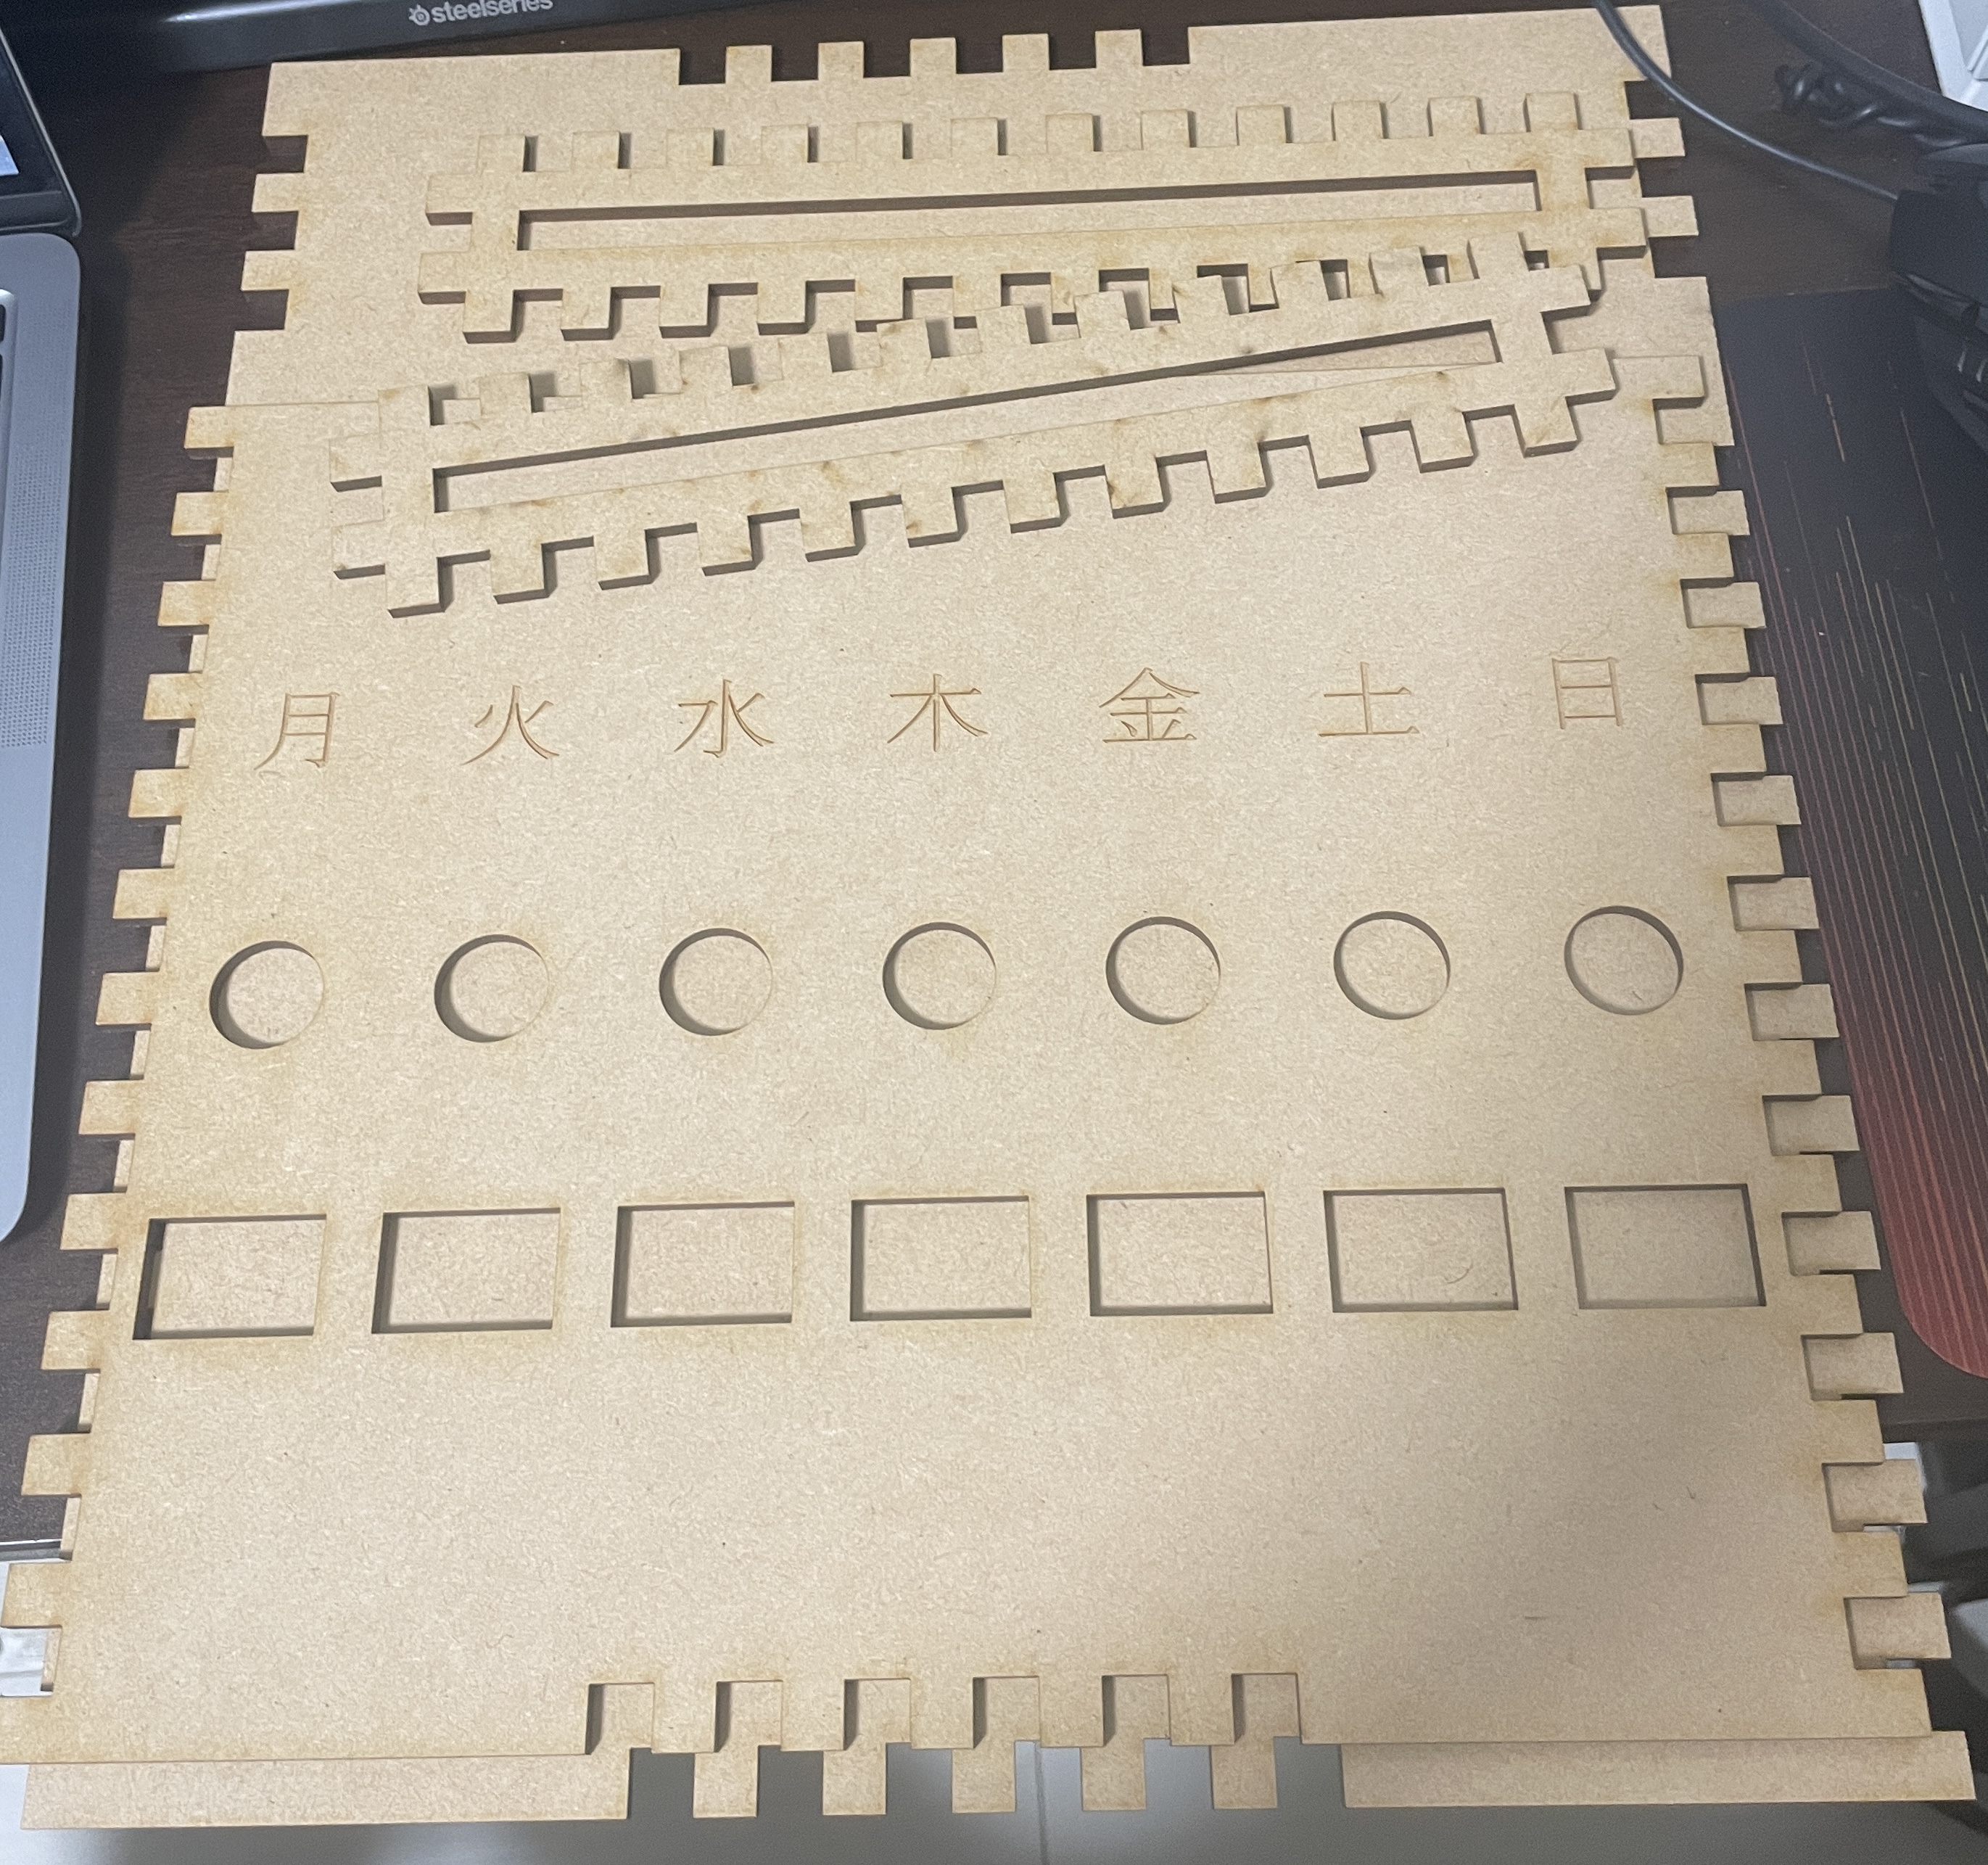 steelseries
月 火 水 木 金 土 日